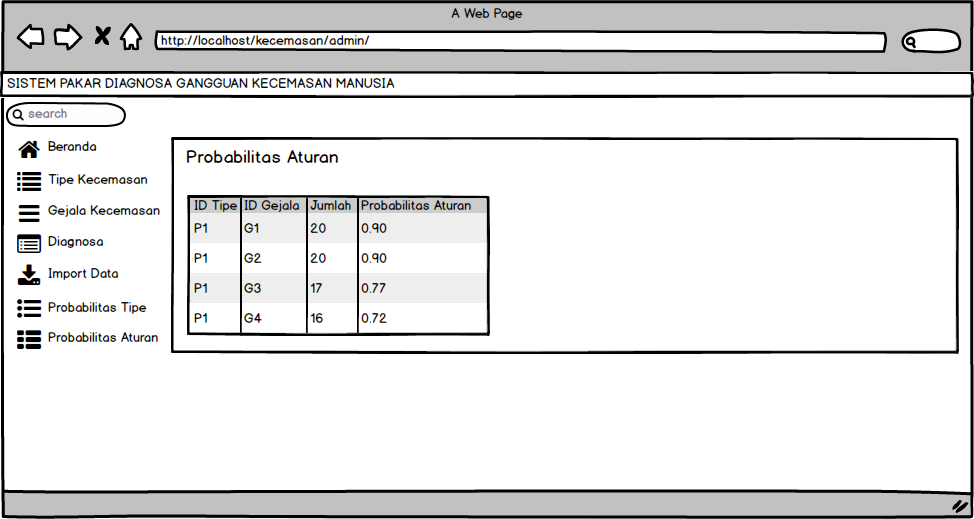 A Web Page
http://localhost/kecemasan/admin/
SISTEM PAKAR DIAGNOSA GANGGUAN KECEMASAN MANUSIA
search
Beranda
Tipe Kecemasan
Gejala Kecemasan
Diagnosa
Import Data
Probabilitas Tipe
Probabilitas Aturan
Probabilitas Aturan
ID Tipe ID Gejala Jumlah Probabilitas Aturan
P1 G1 20 0.90
P1 G2 20 0.90
P1 G3 17 0.77
P1 G4 16 0.72